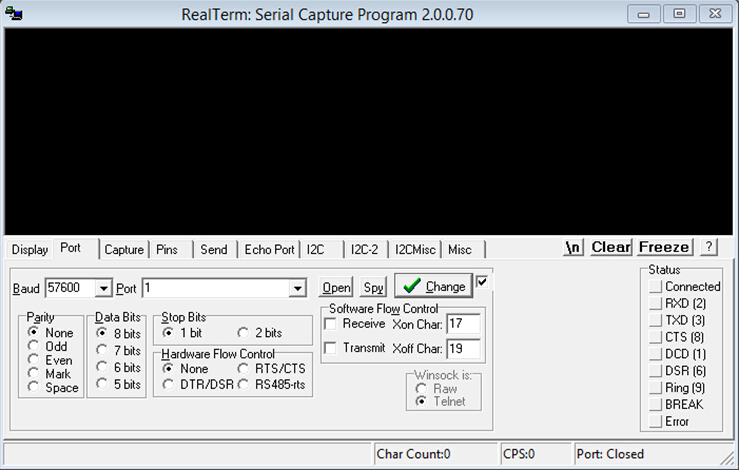 RealTerm: Serial Capture Program 2.0.0.70
Display Port Capture Pins Send Echo Port I2C I2C-2 I2CMisc Misc \n Clear Freeze ?
Baud 57600 Port 1 Open Spy Change
Parity
None
Odd
Even
Mark
Space
Data Bits
8 bits
7 bits
6 bits
5 bits
Stop Bits
1 bit 2 bits
Hardware Flow Control
None RTS/CTS
DTR/DSR RS485-rts
Software Flow Control
Receive Xon Char: 17
Transmit Xoff Char: 19
Winsock is:
Raw
Telnet
Status
Connected
RXD (2)
TXD (3)
CTS (8)
DCD (1)
DSR (6)
Ring (9)
BREAK
Error
Char Count:0 CPS:0 Port: Closed